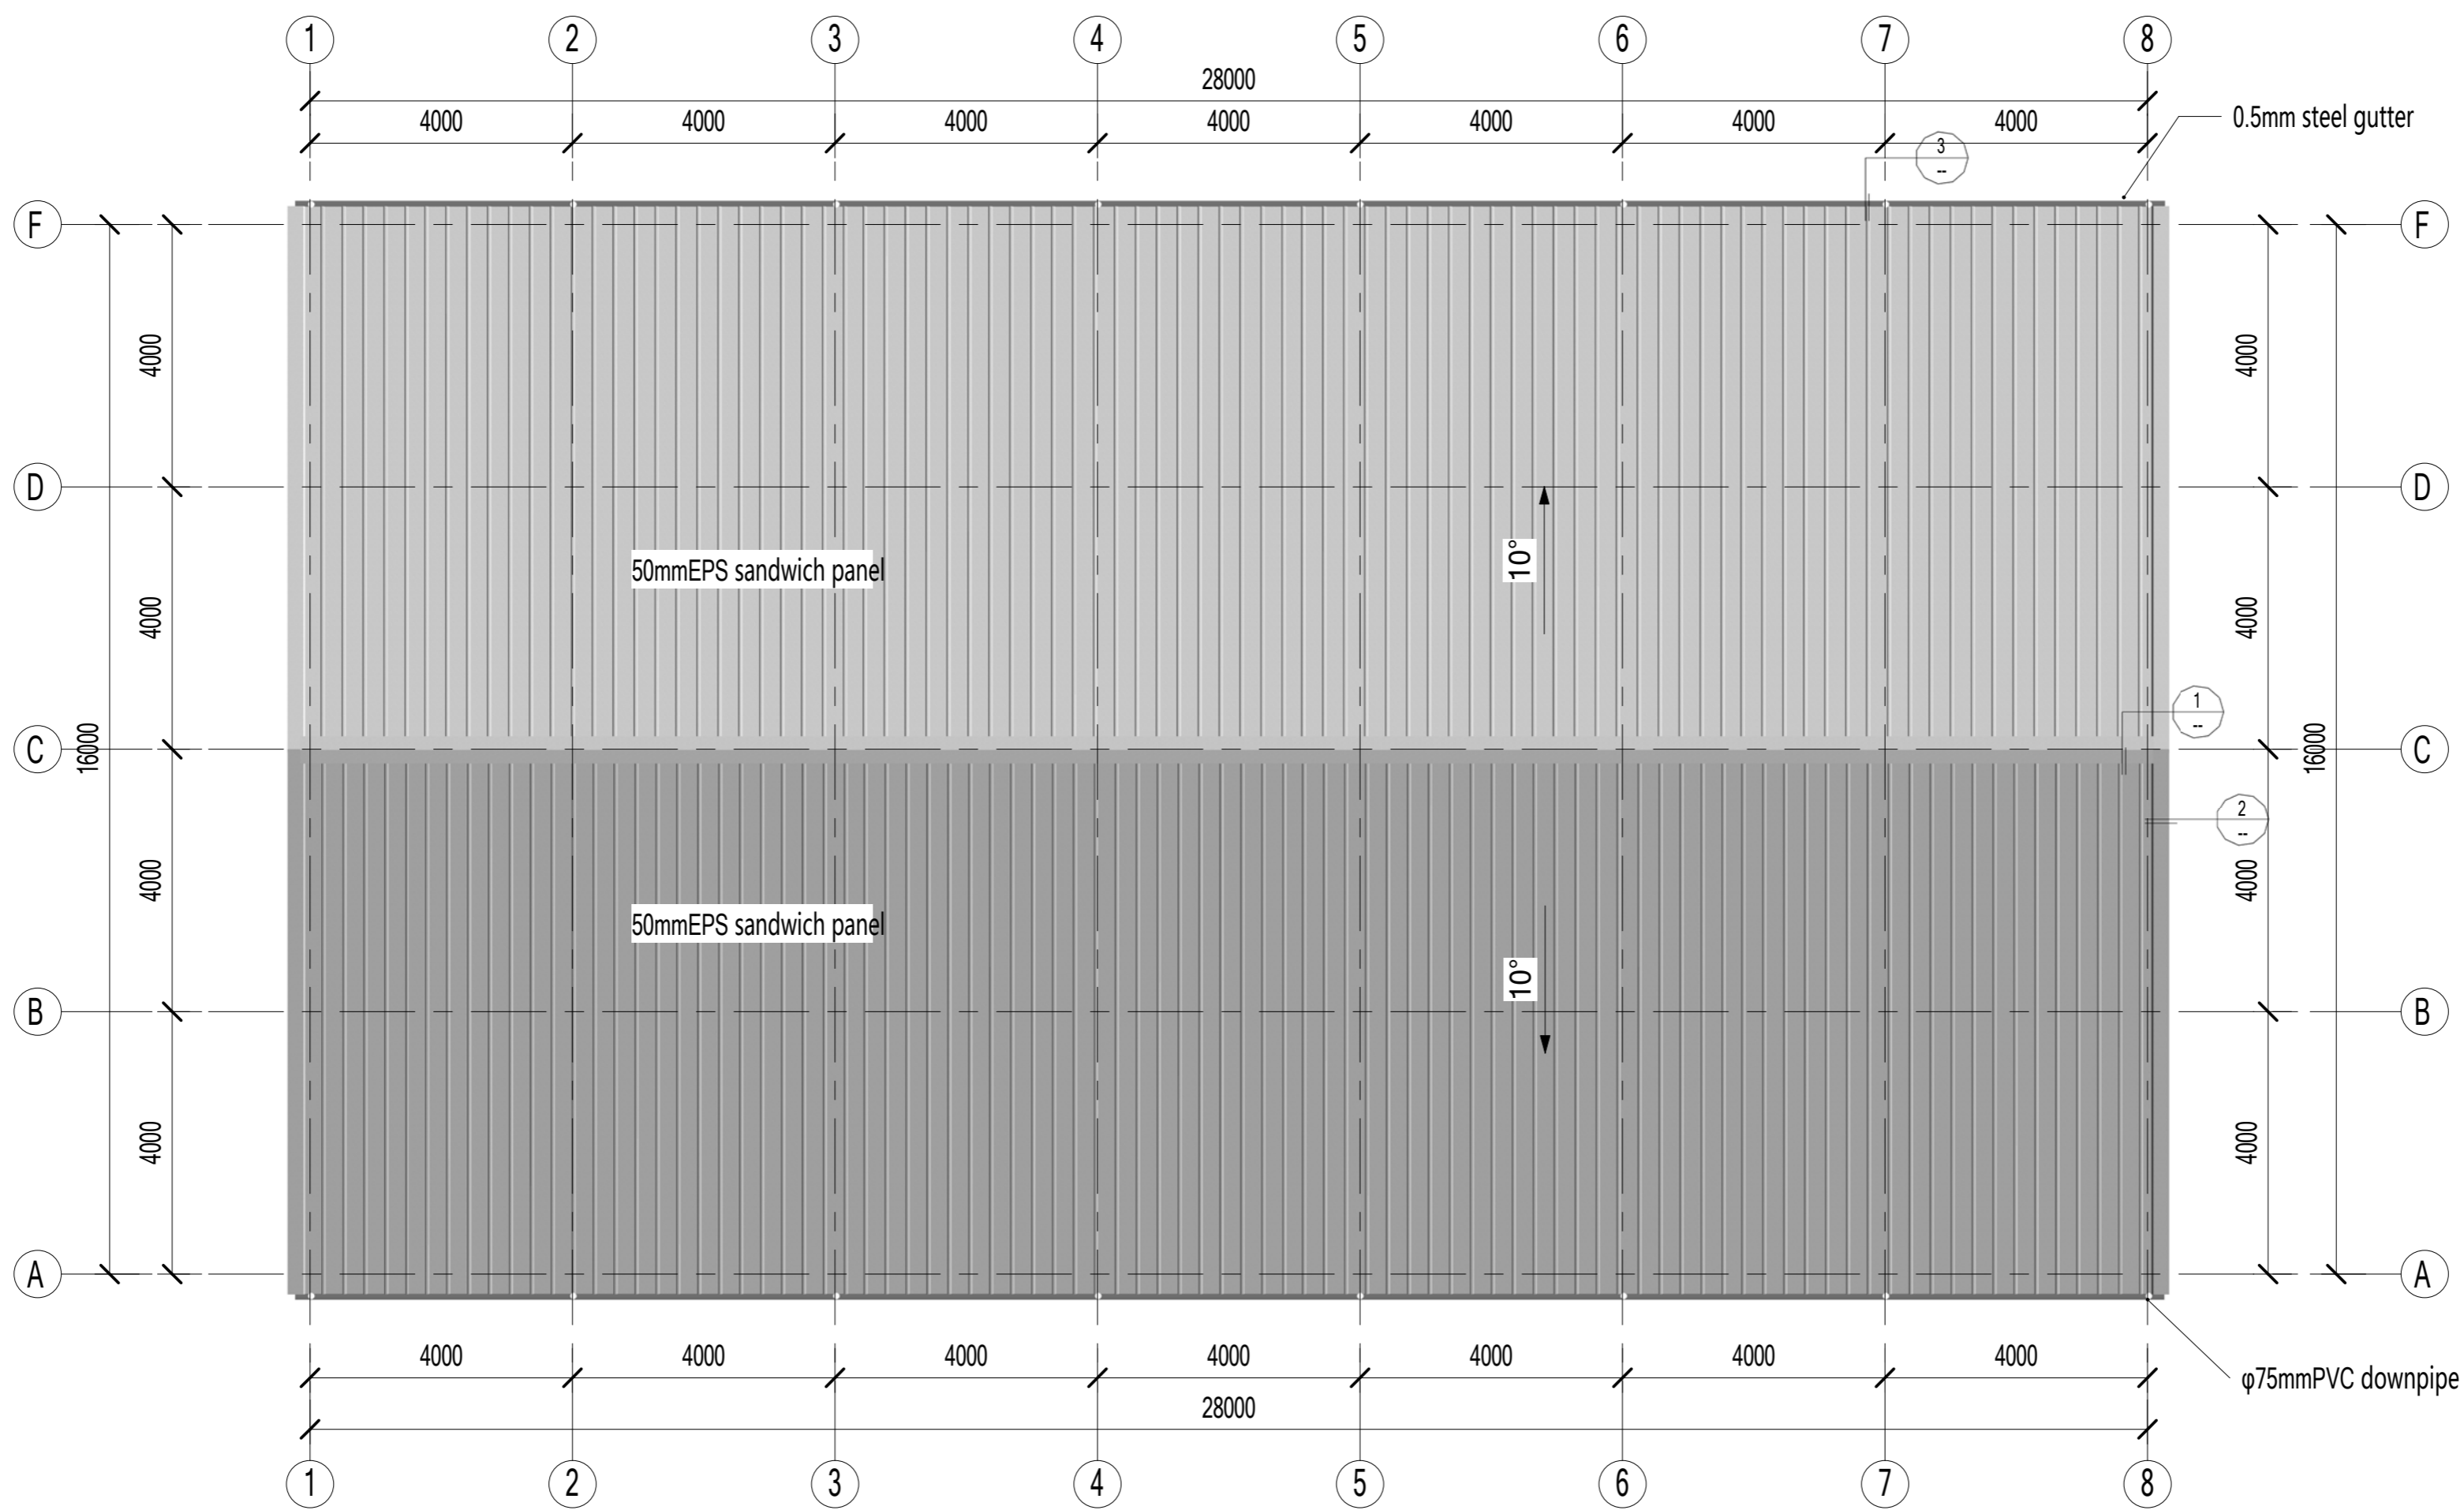 1 2 3 4 5 6 7 8
28000
4000 4000 4000 4000 4000 4000 4000
0.5mm steel gutter
3
--
F F
4000 4000
D D
50mmEPS sandwich panel
10°
4000 4000
1
--
C 16000 16000 C
2
--
4000 4000
50mmEPS sandwich panel
10°
B B
4000 4000
A A
4000 4000 4000 4000 4000 4000 4000
φ75mmPVC downpipe
28000
1 2 3 4 5 6 7 8